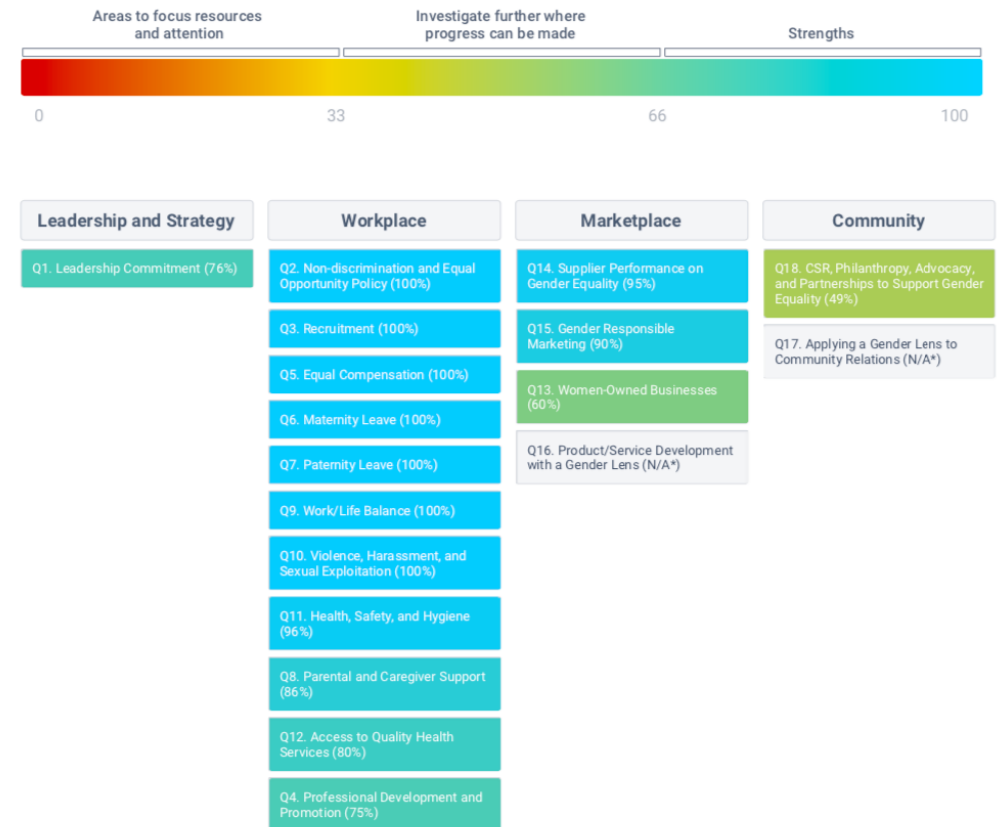 Areas to focus resources
and attention
Investigate further where
progress can be made
Strengths
0
33
66
100
Leadership and Strategy
Q1. Leadership Commitment (76%)
Workplace
Q2. Non-discrimination and Equal
Opportunity Policy (100%)
Q3. Recruitment (100%)
Q5. Equal Compensation (100%)
Q6. Maternity Leave (100%)
Q7. Paternity Leave (100%)
Q9. Work/Life Balance (100%)
Q10. Violence, Harassment, and
Sexual Exploitation (100%)
Q11. Health, Safety, and Hygiene
(96%)
Q8. Parental and Caregiver Support
(86%)
Q12. Access to Quality Health
Services (80%)
Q4. Professional Development and
Promotion (75%)
Marketplace
Q14. Supplier Performance on
Gender Equality (95%)
Q15. Gender Responsible
Marketing (90%)
Q13. Women-Owned Businesses
(60%)
Q16. Product/Service Development
with a Gender Lens (N/A*)
Community
Q18. CSR, Philanthropy, Advocacy,
and Partnerships to Support Gender
Equality (49%)
Q17. Applying a Gender Lens to
Community Relations (N/A*)